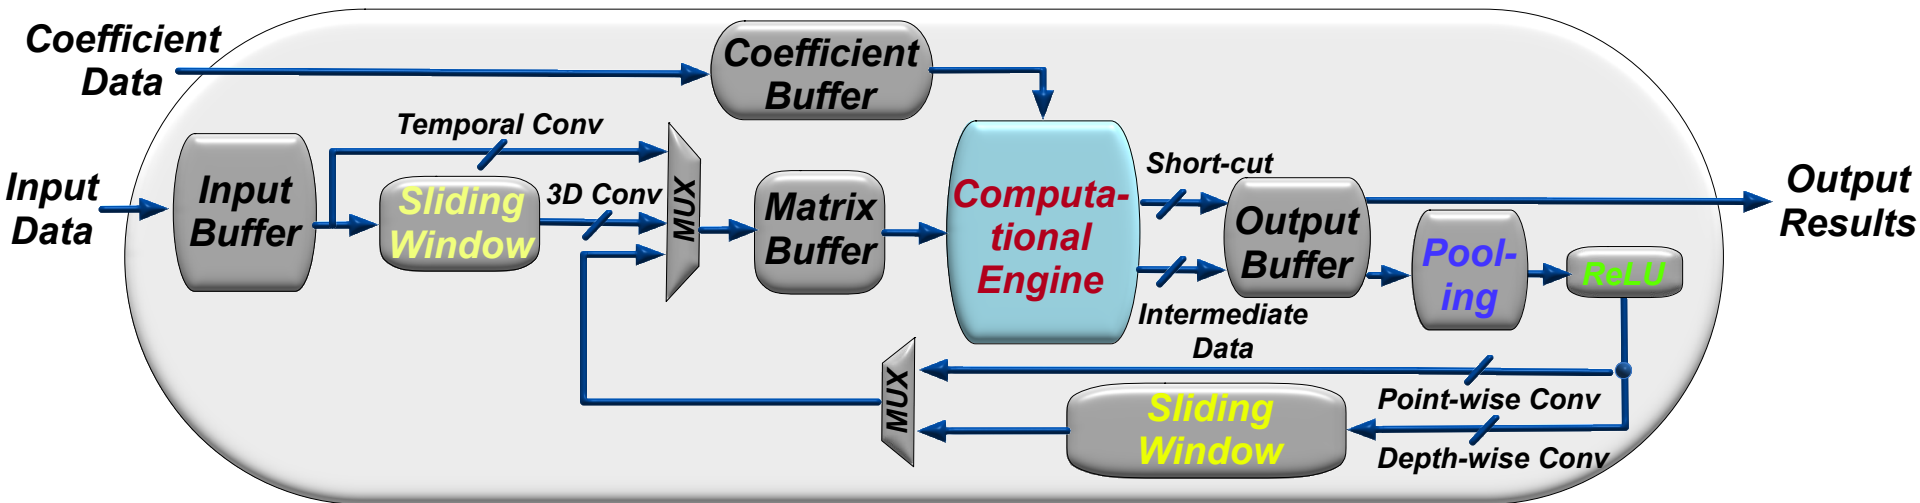 Coefficient
Data
Coefficient
Buffer
Temporal Conv
Input
Data
Input
Buffer
Sliding
Window
3D Conv
MUX
Matrix
Buffer
Computa-
tional
Engine
Short-cut
Intermediate
Data
Output
Buffer
Pool-
ing
ReLU
Output
Results
MUX
Sliding
Window
Point-wise Conv
Depth-wise Conv